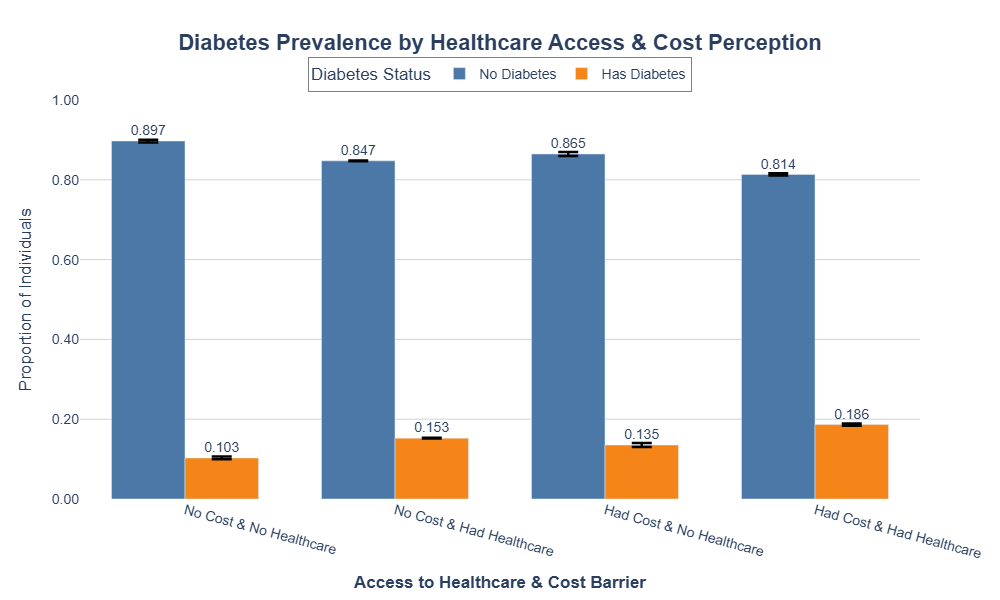 Diabetes Prevalence by Healthcare Access & Cost Perception
Diabetes Status No Diabetes Has Diabetes
1.00
0.80
0.60
0.40
0.20
0.00
Proportion of Individuals
0.897
0.103
0.847
0.153
0.865
0.135
0.814
0.186
No Cost & No Healthcare
No Cost & Had Healthcare
Had Cost & No Healthcare
Had Cost & Had Healthcare
Access to Healthcare & Cost Barrier